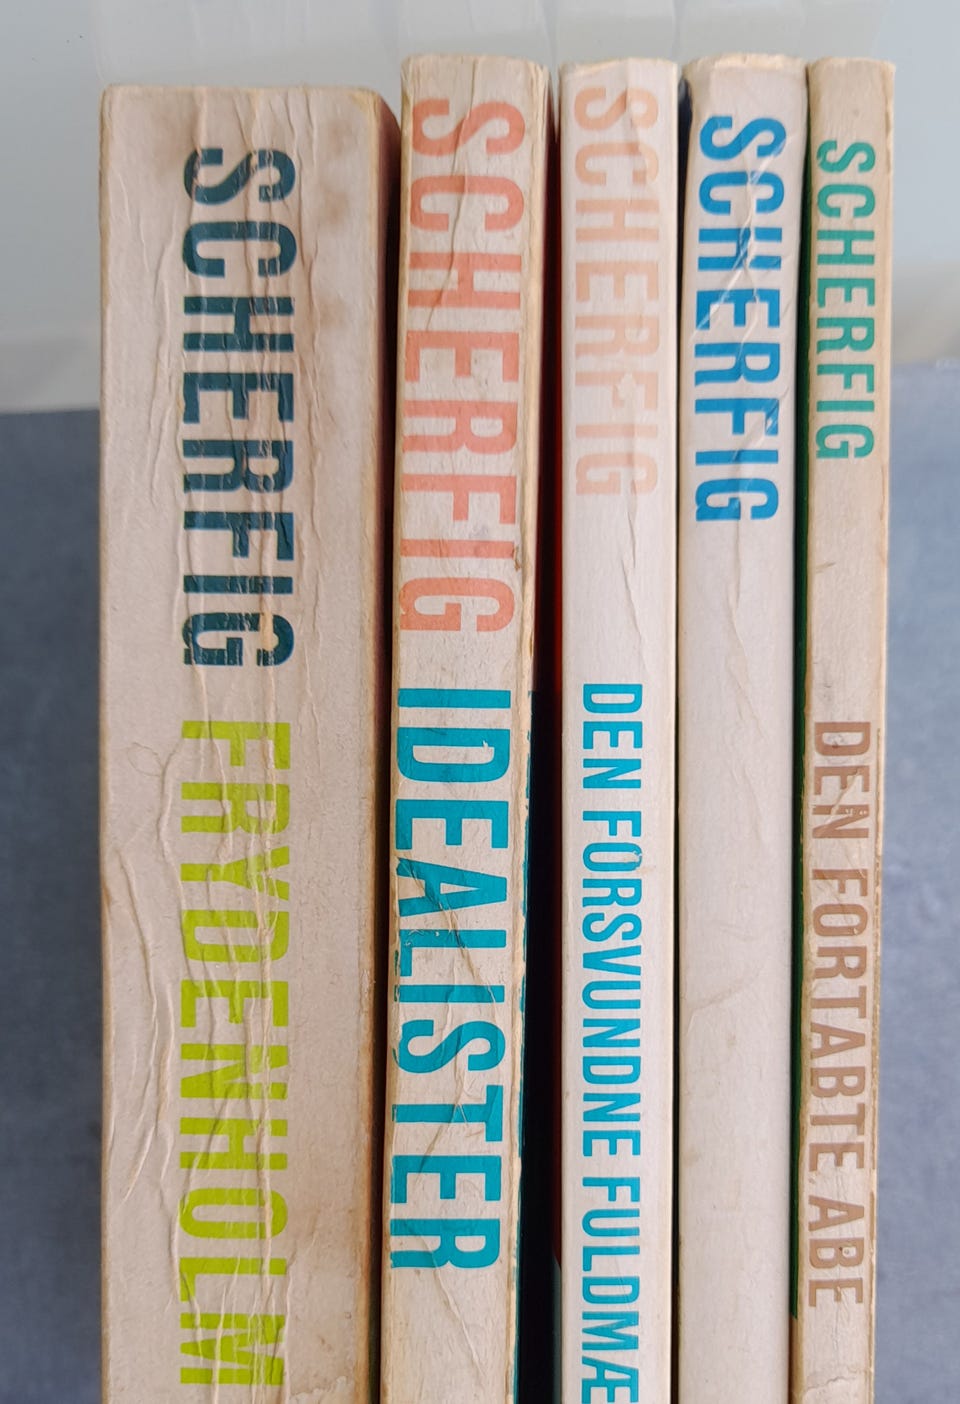 SCHERFIG FRYDENHOLM
SCHERFIG IDEALISTER
SCHERFIG DEN FORSVUNDNE FULDMÆ
SCHERFIG
SCHERFIG DEN FORTABTE ABE